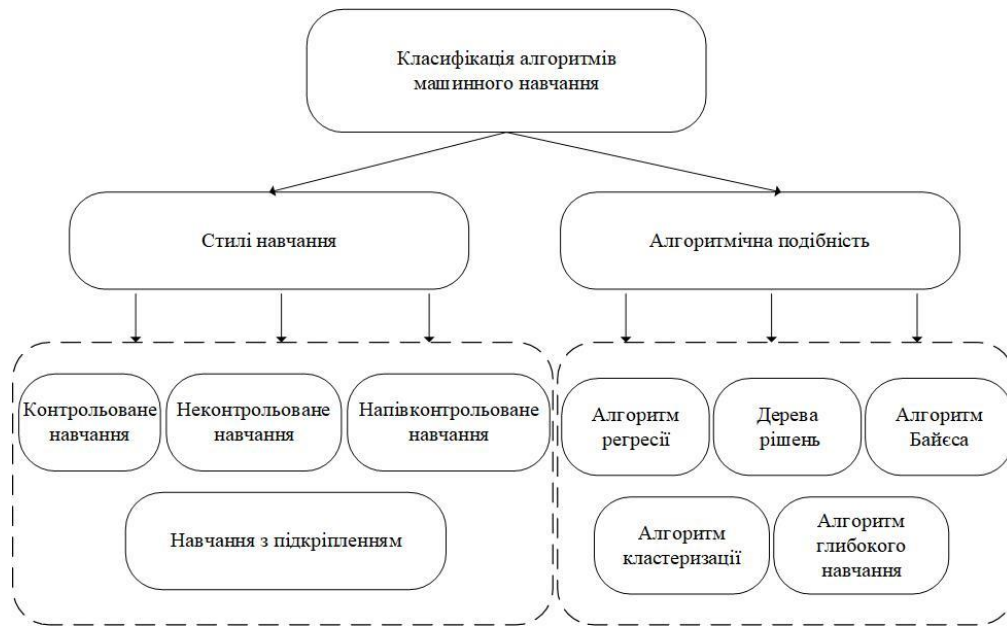 Класифікація алгоритмів
машинного навчання
Стилі навчання
Алгоритмічна подібність
Контрольоване
навчання
Неконтрольоване
навчання
Напівконтрольоване
навчання
Навчання з підкріпленням
Алгоритм
регресії
Дерева
рішень
Алгоритм
Байєса
Алгоритм
кластеризації
Алгоритм
глибокого
навчання